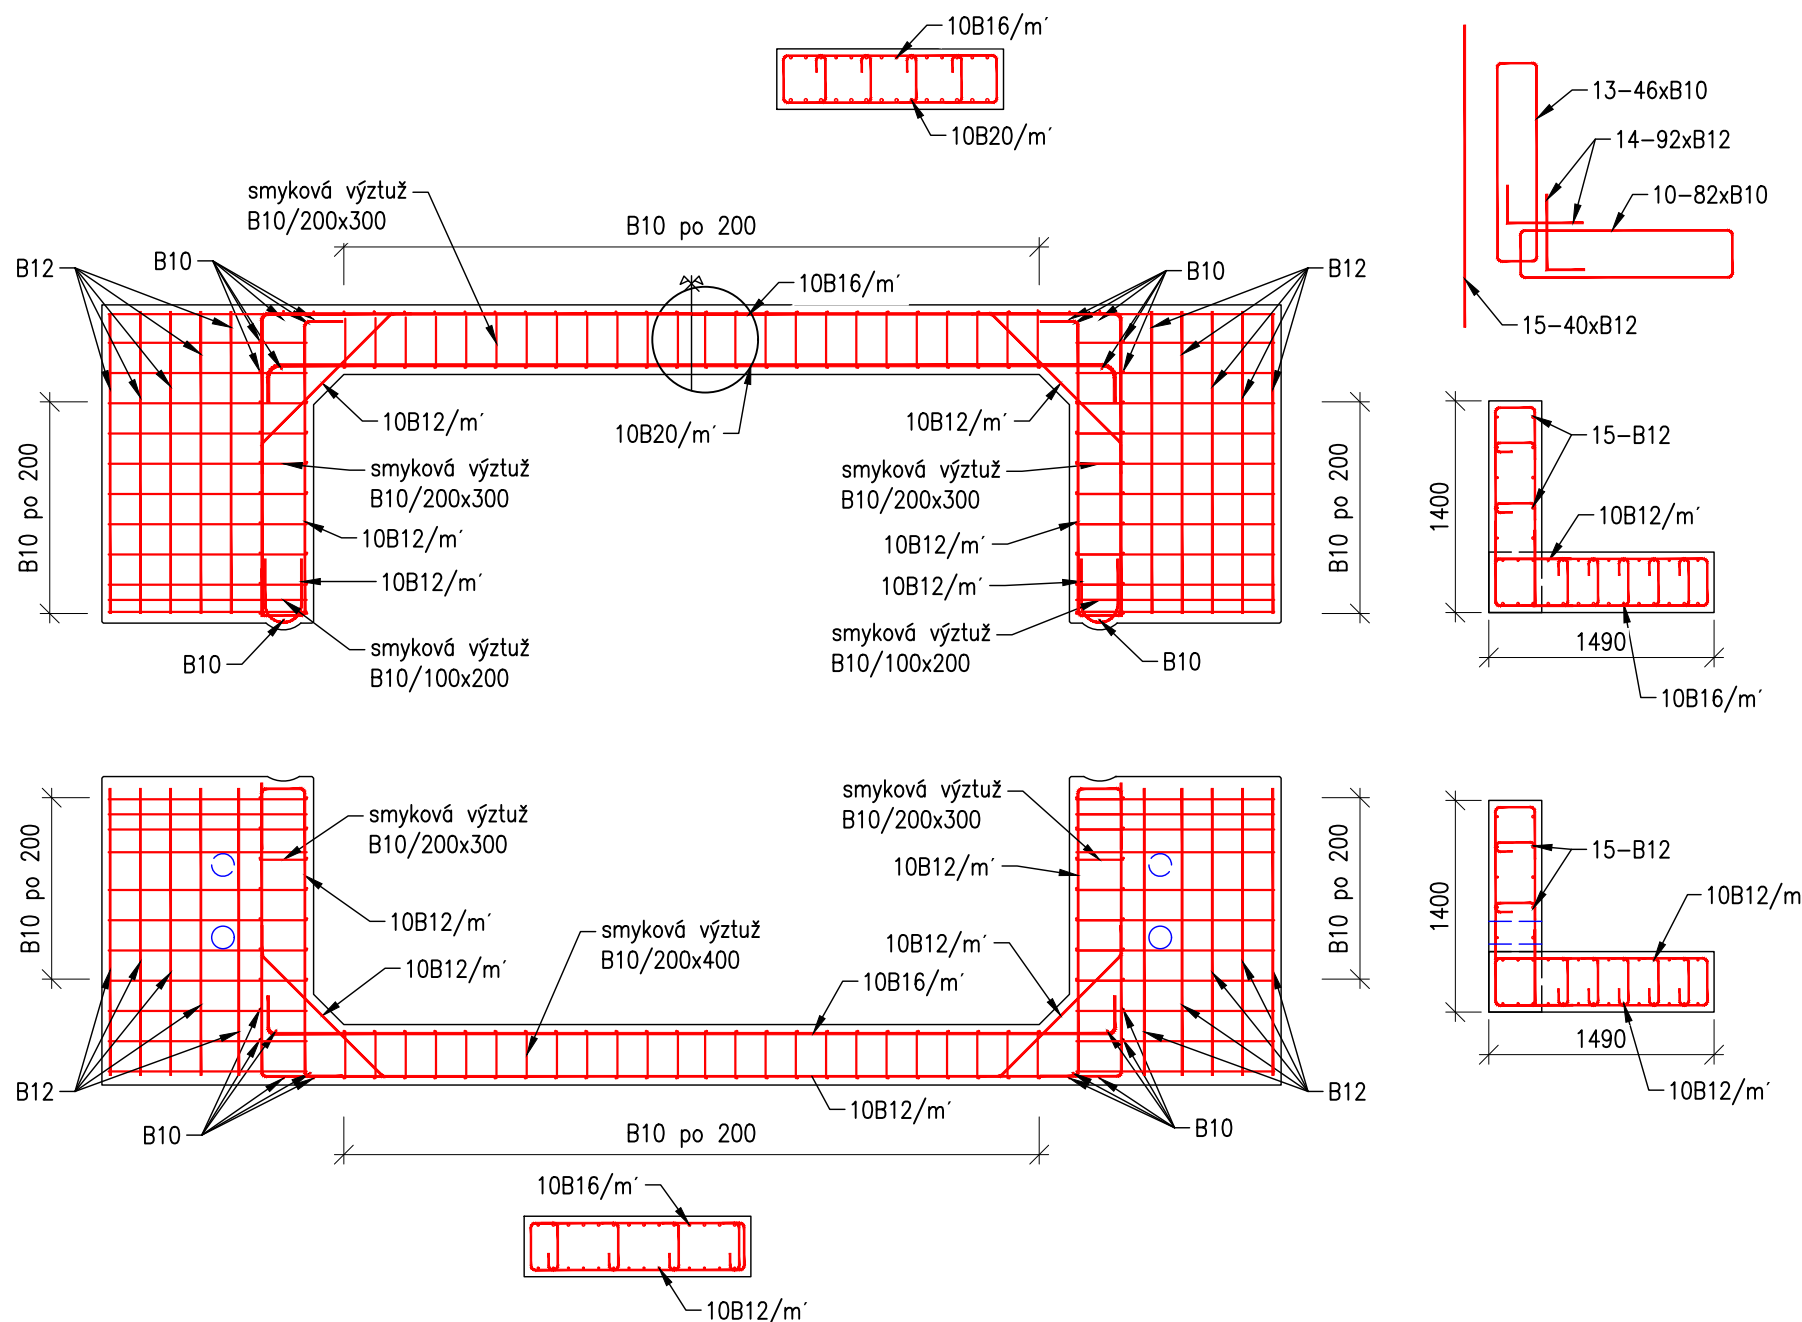 10B16/m´
10B20/m´
13-46xB10
14-92xB12
10-82xB10
15-40xB12
smyková výztuž
B10/200x300
B10 po 200
B12
B10
10B16/m´
B10
B12
10B12/m´
10B20/m´
10B12/m´
smyková výztuž
B10/200x300
smyková výztuž
B10/200x300
B10 po 200
10B12/m´
10B12/m´
10B12/m´
10B12/m´
B10 po 200
B10
smyková výztuž
B10/100x200
smyková výztuž
B10/100x200
B10
15-B12
10B12/m´
1400
1490
10B16/m´
smyková výztuž
B10/200x300
smyková výztuž
B10/200x300
B10 po 200
10B12/m´
10B12/m´
10B12/m´
smyková výztuž
B10/200x400
10B12/m´
10B16/m´
B10 po 200
B12
B10
10B12/m´
B10 po 200
B12
B10
15-B12
10B12/m
1400
1490
10B12/m´
10B16/m´
10B12/m´